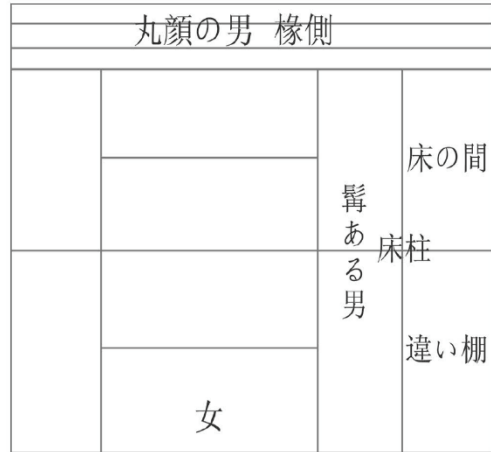 丸顔の男 椽側
床の間
髯ある男
床柱
違い棚
女